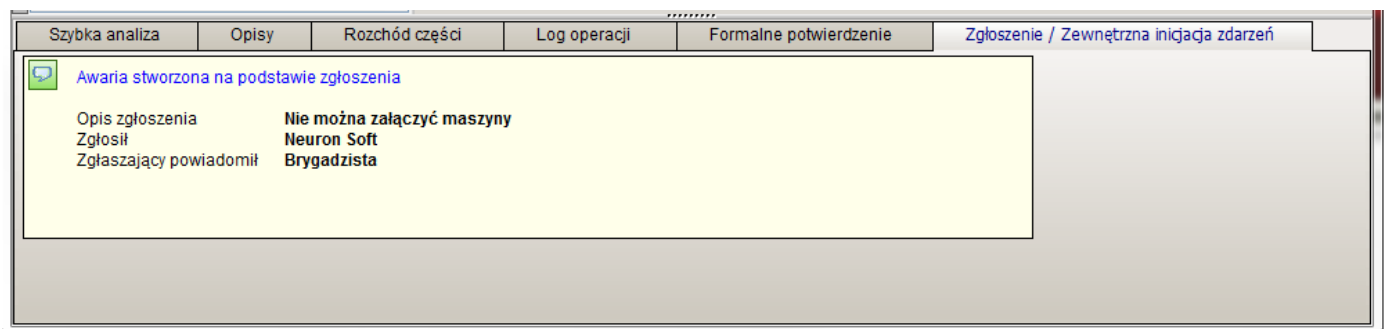 Szybka analiza Opisy Rozchód części Log operacji Formalne potwierdzenie Zgłoszenie / Zewnętrzna inicjacja zdarzeń
Awaria stworzona na podstawie zgłoszenia
Opis zgłoszenia Nie można załączyć maszyny
Zgłosił Neuron Soft
Zgłaszający powiadomił Brygadzista